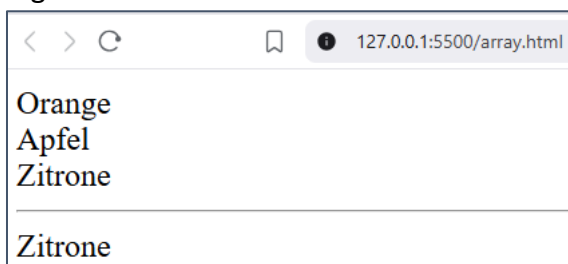 127.0.0.1:5500/array.html
Orange
Apfel
Zitrone
Zitrone